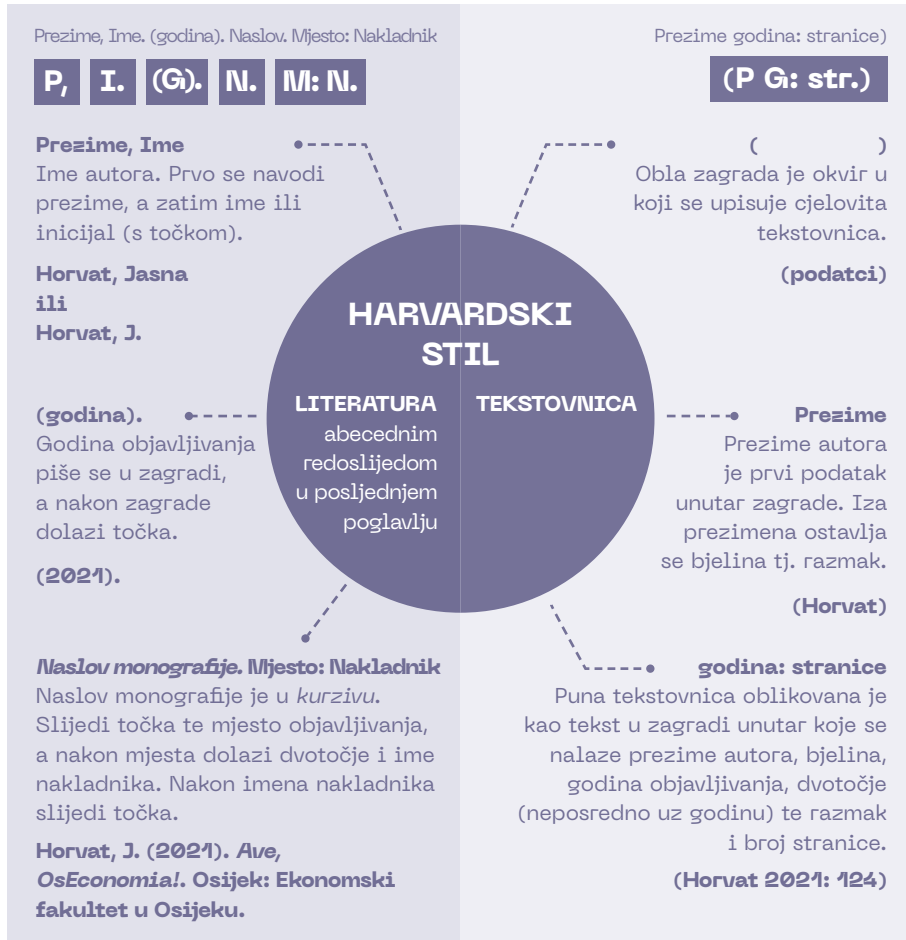 Prezime, Ime. (godina). Naslov. Mjesto: Nakladnik
P, I. (G). N. M: N.
Prezime, Ime
Ime autora. Prvo se navodi
prezime, a zatim ime ili
inicijal (s točkom).
Horvat, Jasna
ili
Horvat, J.
(godina).
Godina objavljivanja
piše se u zagradi,
a nakon zagrade
dolazi točka.
(2021).
Naslov monografije. Mjesto: Nakladnik
Naslov monografije je u kurzivu.
Slijedi točka te mjesto objavljivanja,
a nakon mjesta dolazi dvotočje i ime
nakladnika. Nakon imena nakladnika
slijedi točka.
Horvat, J. (2021). Ave,
OsEconomia!. Osijek: Ekonomski
fakultet u Osijeku.
HARVARDSKI
STIL
LITERATURA
abecednim
redoslijedom
u posljednjem
poglavlju
TEKSTOVNICA
Prezime godina: stranice)
(P G: str.)
( )
Obla zagrada je okvir u
koji se upisuje cjelovita
tekstovnica.
(podatci)
Prezime
Prezime autora
je prvi podatak
unutar zagrade. Iza
prezimena ostavlja
se bjelina tj. razmak.
(Horvat)
godina: stranice
Puna tekstovnica oblikovana je
kao tekst u zagradi unutar koje se
nalaze prezime autora, bjelina,
godina objavljivanja, dvotočje
(neposredno uz godinu) te razmak
i broj stranice.
(Horvat 2021: 124)